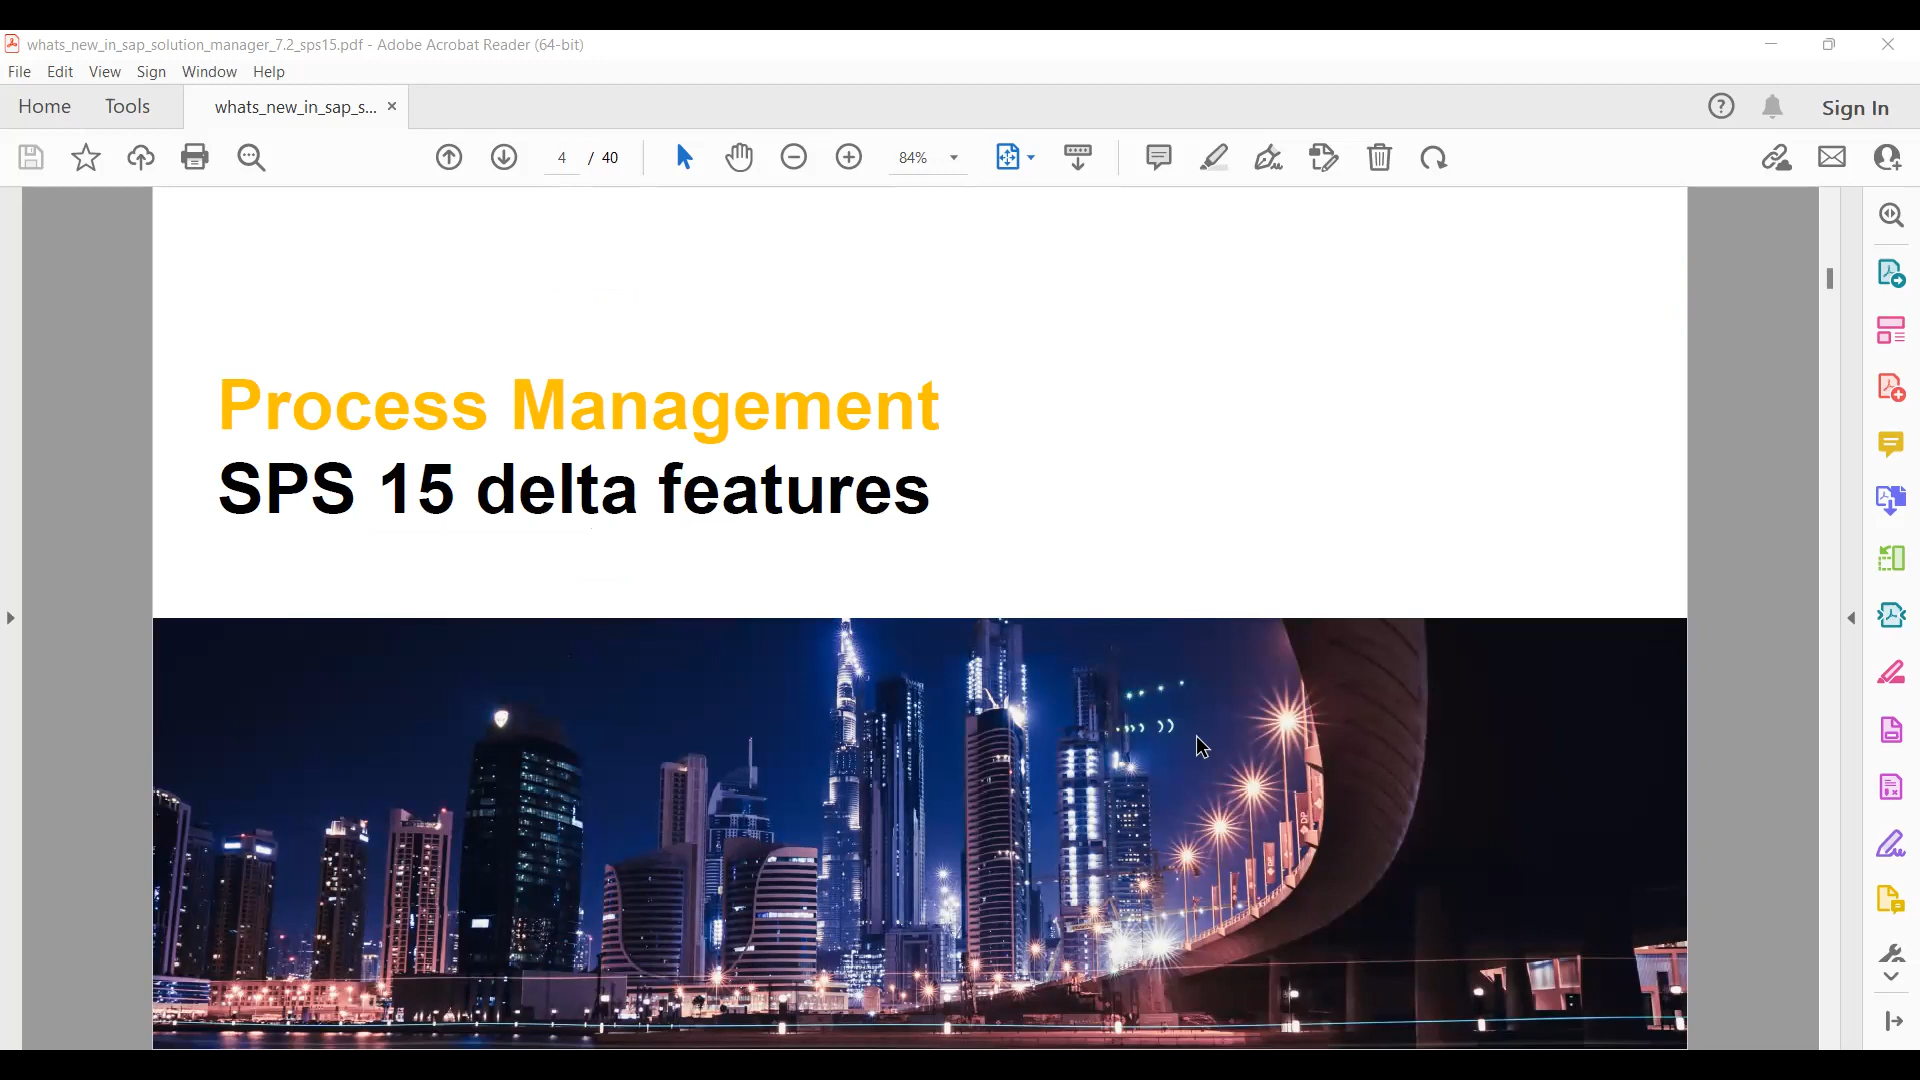 whats_new_in_sap_solution_manager_7.2_sps15.pdf - Adobe Acrobat Reader (64-bit)
File Edit View Sign Window Help
Home Tools whats_new_in_sap_s... Sign In
4 / 40 84%
Process Management
SPS 15 delta features